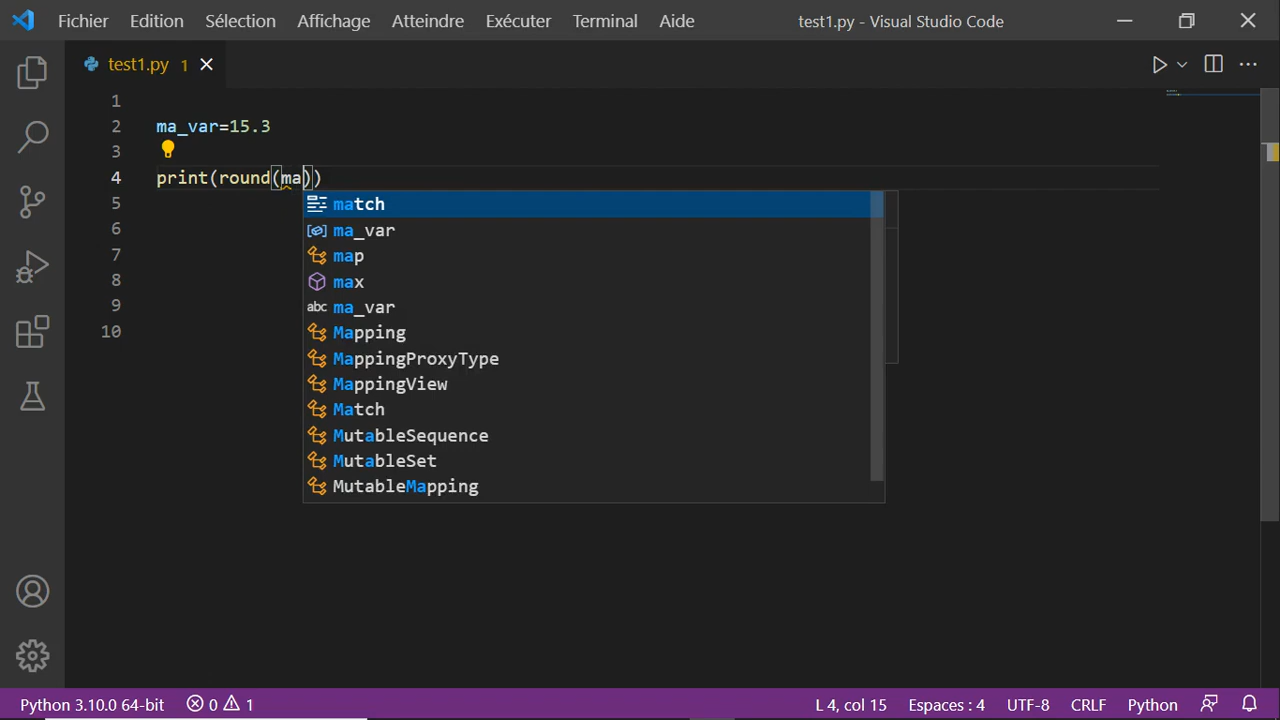 Fichier Edition Sélection Affichage Atteindre Exécuter Terminal Aide test1.py - Visual Studio Code
test1.py 1
1
2 ma_var=15.3
3
4 print(round(ma))
5
6
7
8
9
10
match
ma_var
map
max
abc ma_var
Mapping
MappingProxyType
MappingView
Match
MutableSequence
MutableSet
MutableMapping
Python 3.10.0 64-bit 0 1 L 4, col 15 Espaces : 4 UTF-8 CRLF Python